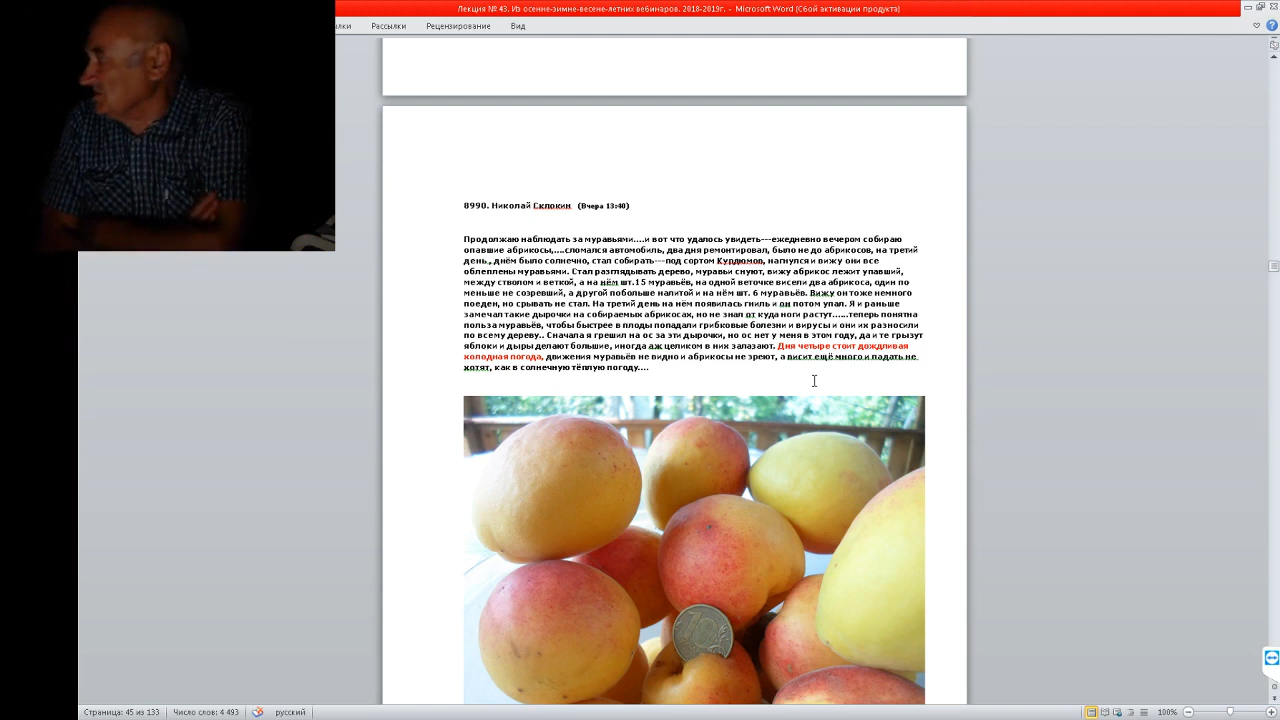 Лекция № 43. Из осенне-зимне-весене-летних вебинаров. 2018-2019г. - Microsoft Word (Сбой активации продукта)
лки Рассылки Рецензирование Вид
8990. Николай Склокин (Вчера 13:40)
Продолжаю наблюдать за муравьями....и вот что удалось увидеть---ежедневно вечером собираю
опавшие абрикосы,...сломался автомобиль, два дня ремонтировал, было не до абрикосов, на третий
день., днём было солнечно, стал собирать---под сортом Курдюмов, нагнулся и вижу они все
облеплены муравьями. Стал разглядывать дерево, муравьи снуют, вижу абрикос лежит упавший,
между стволом и веткой, а на нём шт.15 муравьёв, на одной веточке висели два абрикоса, один по
меньше не созревший, а другой побольше налитой и на нём шт. 6 муравьёв. Вижу он тоже немного
поеден, но срывать не стал. На третий день на нём появилась гниль и он потом упал. Я и раньше
замечал такие дырочки на собираемых абрикосах, но не знал от куда ноги растут......теперь понятна
польза муравьёв, чтобы быстрее в плоды попадали грибковые болезни и вирусы и они их разносили
по всему дереву.. Сначала я грешил на ос за эти дырочки, но ос нет у меня в этом году, да и те грызут
яблоки и дыры делают большие, иногда аж целиком в них залазают. Дня четыре стоит дождливая
холодная погода, движения муравьёв не видно и абрикосы не зреют, а висит ещё много и падать не
хотят, как в солнечную тёплую погоду....
10
Страница: 45 из 133 Число слов: 4 493 русский 100%